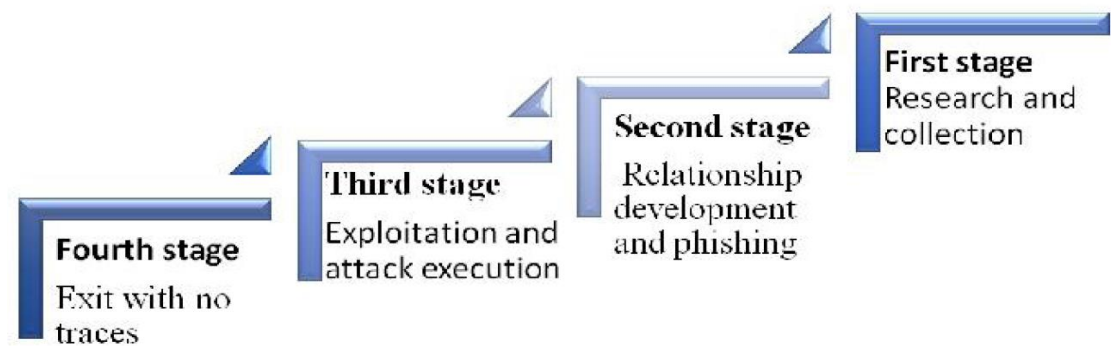 First stage
Research and
collection
Second stage
Relationship
development
and phishing
Third stage
Exploitation and
attack execution
Fourth stage
Exit with no
traces